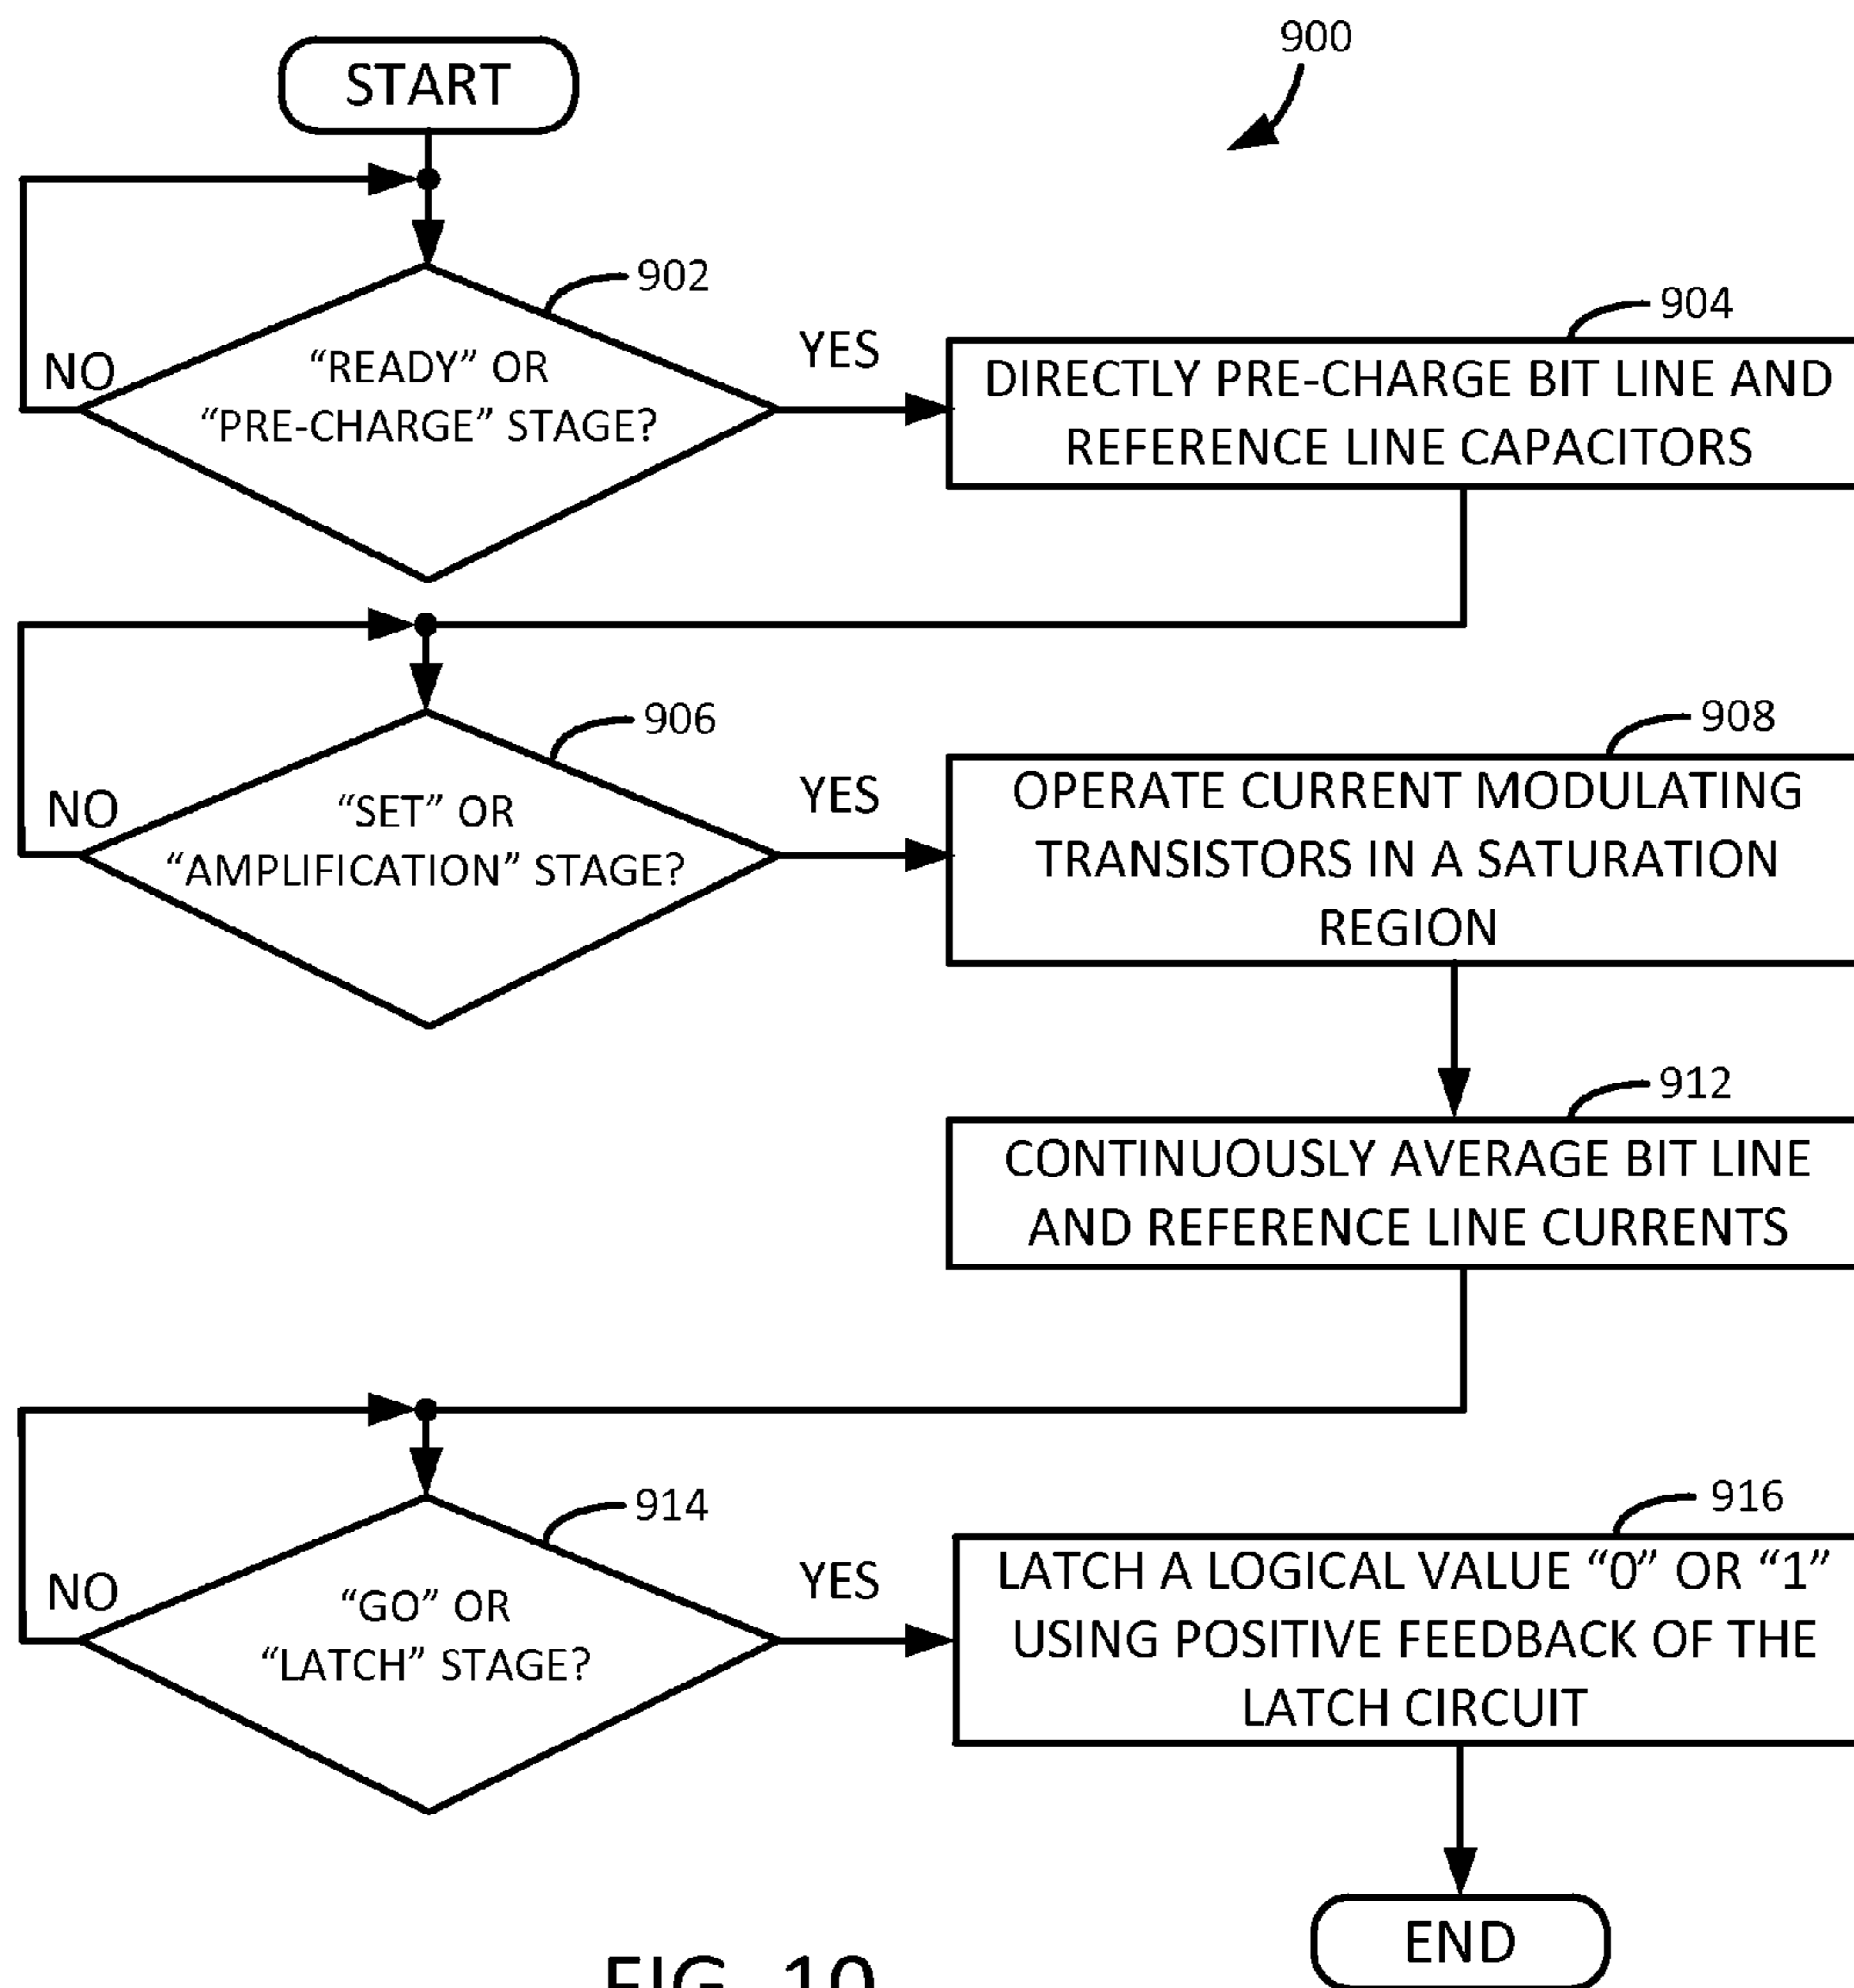 900
START
902
NO
“READY” OR
“PRE-CHARGE” STAGE?
YES
904
DIRECTLY PRE-CHARGE BIT LINE AND
REFERENCE LINE CAPACITORS
906
NO
“SET” OR
“AMPLIFICATION” STAGE?
YES
908
OPERATE CURRENT MODULATING
TRANSISTORS IN A SATURATION
REGION
912
CONTINUOUSLY AVERAGE BIT LINE
AND REFERENCE LINE CURRENTS
914
NO
“GO” OR
“LATCH” STAGE?
YES
916
LATCH A LOGICAL VALUE “0” OR “1”
USING POSITIVE FEEDBACK OF THE
LATCH CIRCUIT
END
FIG. 10